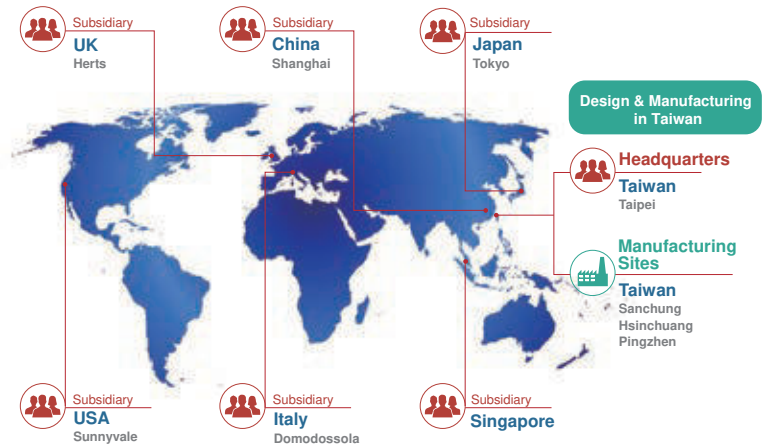 Subsidiary
UK
Herts
Subsidiary
China
Shanghai
Subsidiary
Japan
Tokyo
Design & Manufacturing
in Taiwan
Headquarters
Taiwan
Taipei
Manufacturing
Sites
Taiwan
Sanchung
Hsinchuang
Pingzhen
Subsidiary
USA
Sunnyvale
Subsidiary
Italy
Domodossola
Subsidiary
Singapore